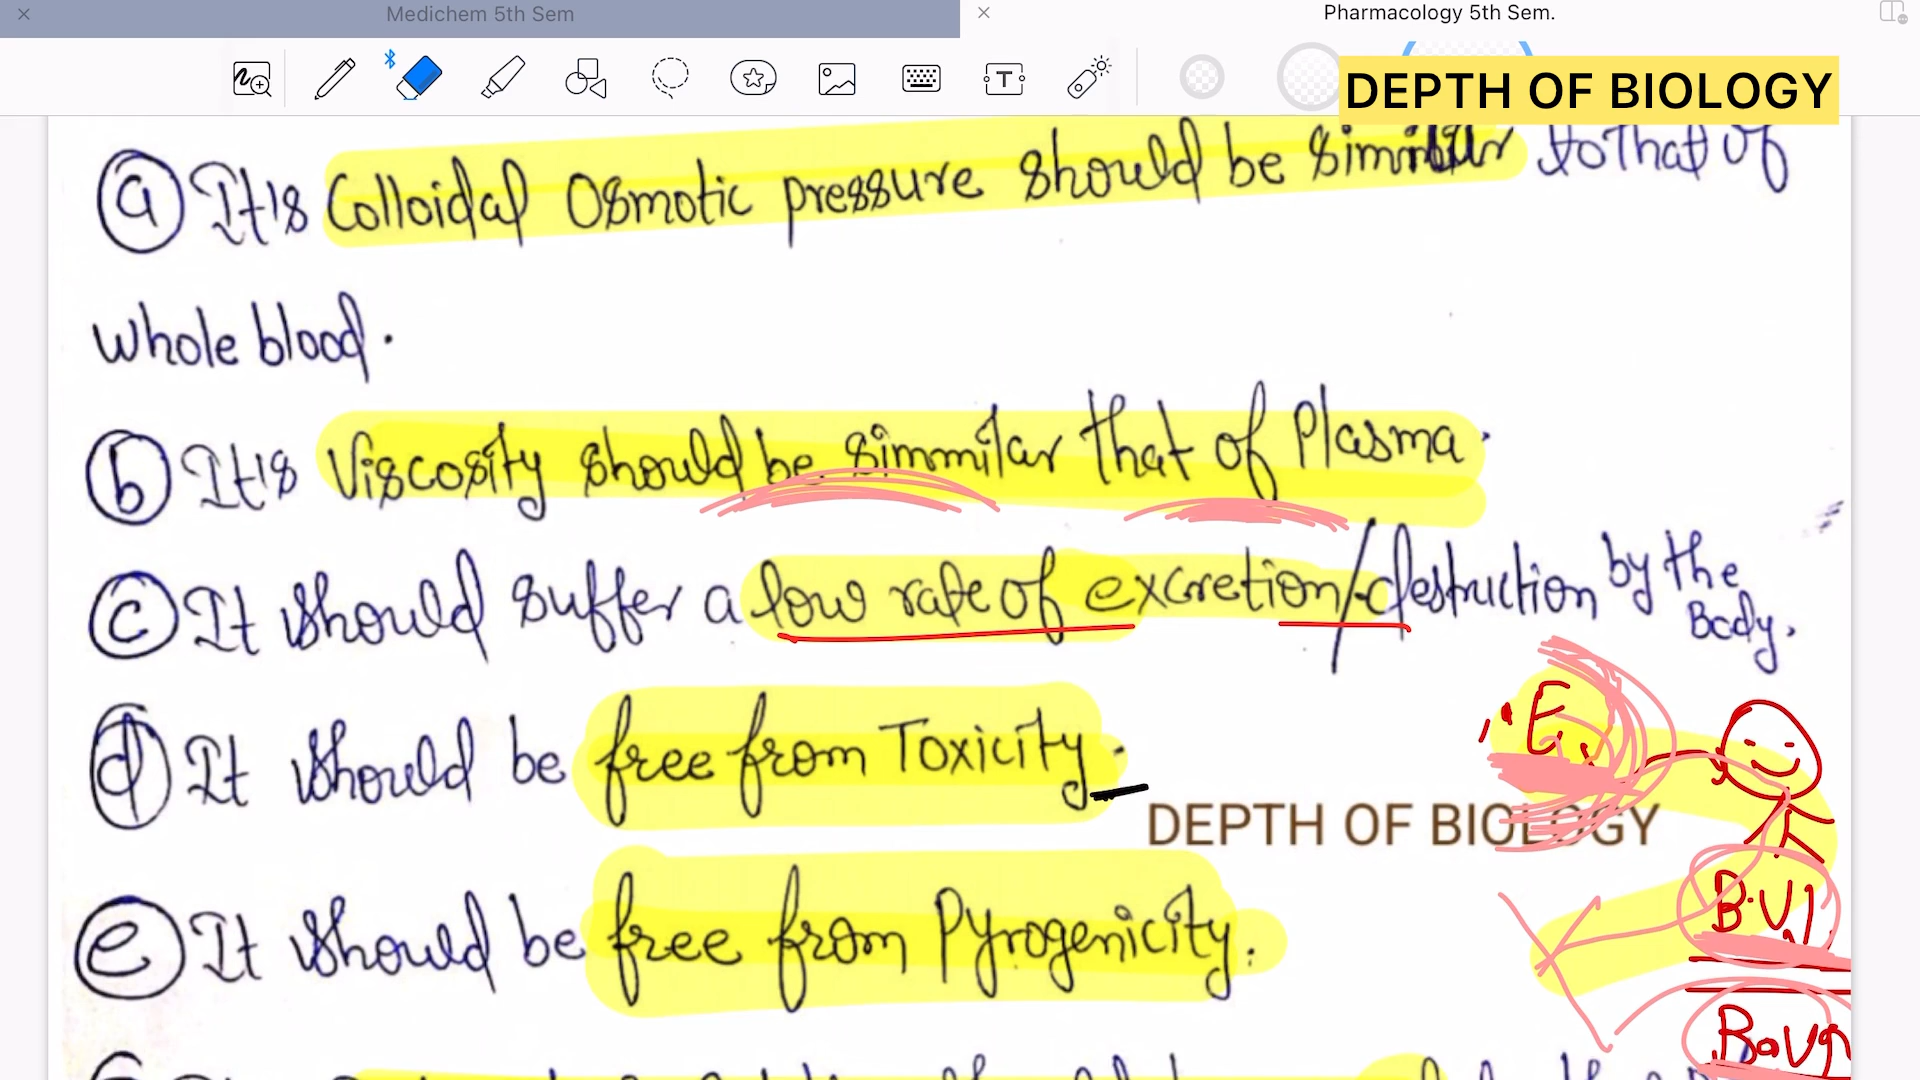 Medichem 5th Sem
Pharmacology 5th Sem.
DEPTH OF BIOLOGY
a It's Colloidal Osmotic pressure should be Simmilar to that of
whole blood.
b It's Viscosity should be simmilar that of Plasma.
c It should suffer a low rate of excretion/destruction by the
Body.
d It should be free from Toxicity.
DEPTH OF BIOLOGY
e It should be free from Pyrogenicity.
B.V